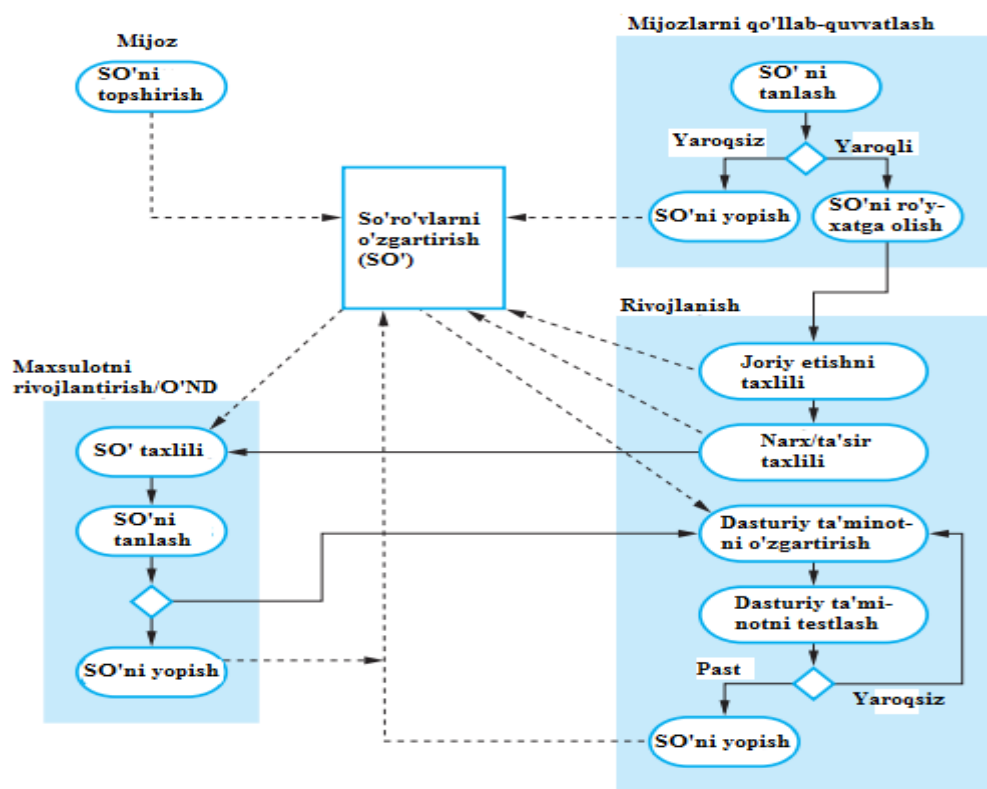 Mijoz
SO'ni
topshirish
Mijozlarni qo'llab-quvvatlash
SO' ni
tanlash
Yaroqsiz
Yaroqli
SO'ni yopish
SO'ni ro'y-
xatga olish
So'ro'vlarni
o'zgartirish
(SO')
Rivojlanish
Joriy etishni
taxlili
Narx/ta'sir
taxlili
Dasturiy ta'minot-
ni o'zgartirish
Dasturiy ta'mi-
notni testlash
Past
Yaroqsiz
SO'ni yopish
Maxsulotni
rivojlantirish/O'ND
SO' taxlili
SO'ni
tanlash
SO'ni yopish